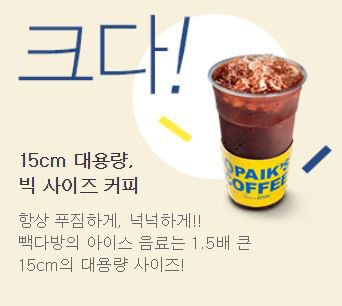 크다!
15cm 대용량,
빅 사이즈 커피
항상 푸짐하게, 넉넉하게!!
빽다방의 아이스 음료는 1.5배 큰
15cm의 대용량 사이즈!
PAIK'S
COFFEE